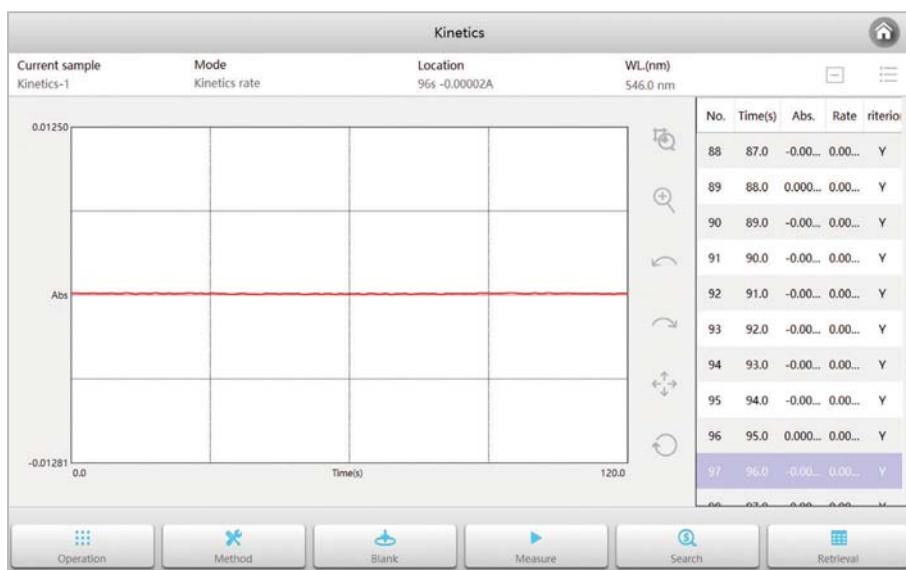 Kinetics
Current sample Mode Location WL.(nm)
Kinetics-1 Kinetics rate 96s -0.00002A 546.0 nm
No. Time(s) Abs. Rate riterio
0.01250
88 87.0 -0.00... 0.00... Y
89 88.0 0.000... 0.00... Y
90 89.0 -0.00... 0.00... Y
91 90.0 -0.00... 0.00... Y
Abs
92 91.0 -0.00... 0.00... Y
93 92.0 -0.00... 0.00... Y
94 93.0 -0.00... 0.00... Y
95 94.0 -0.00... 0.00... Y
96 95.0 0.000... 0.00... Y
-0.01281
0.0 Time(s) 120.0
97 96.0 -0.00... 0.00... Y
Operation Method Blank Measure Search Retrieval